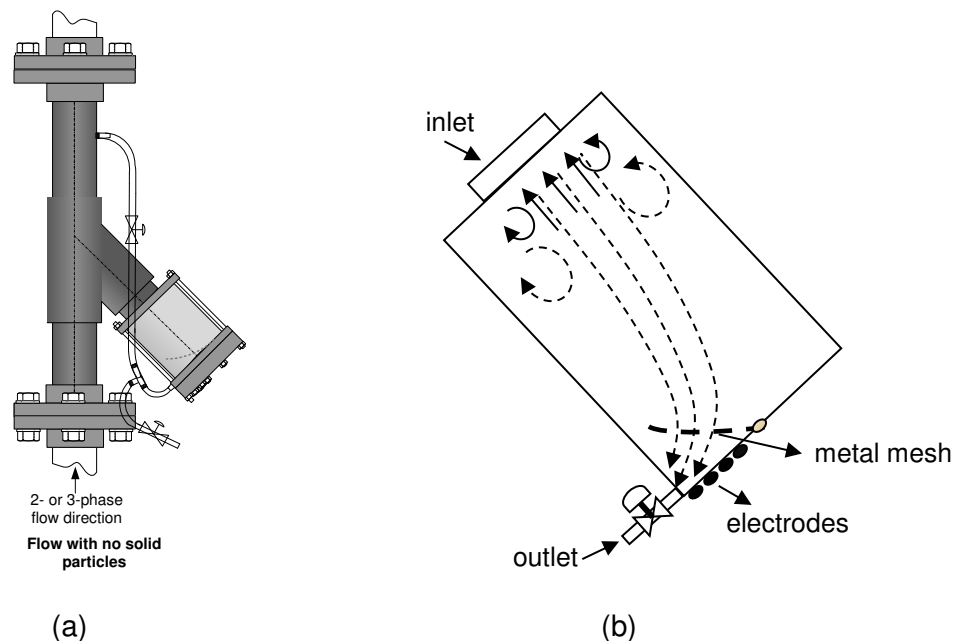 2- or 3-phase
flow direction
Flow with no solid
particles
(a)
inlet
metal mesh
electrodes
outlet
(b)